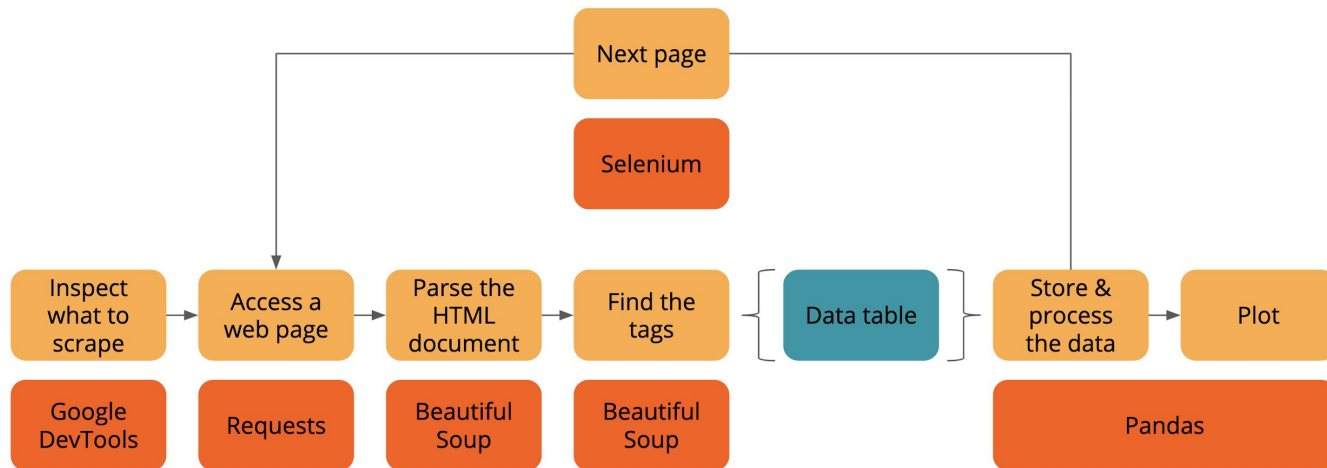 Next page
Selenium
Inspect
what to
scrape
Access a
web page
Parse the
HTML
document
Find the
tags
Data table
Store &
process
the data
Plot
Google
DevTools
Requests
Beautiful
Soup
Beautiful
Soup
Pandas